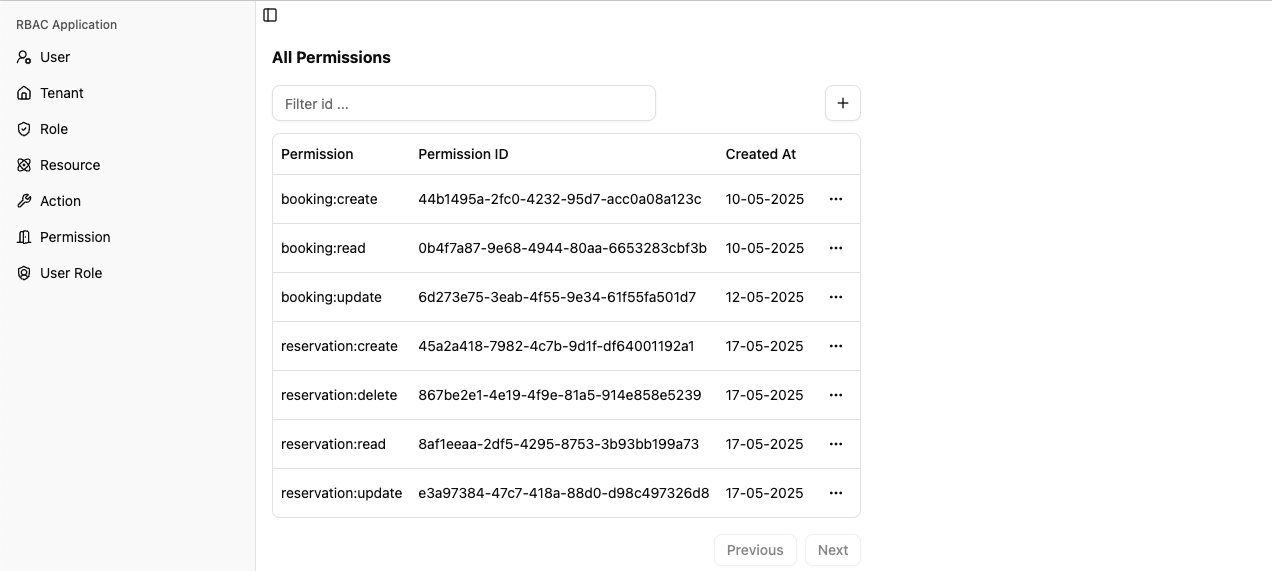 RBAC Application
User
Tenant
Role
Resource
Action
Permission
User Role
All Permissions
Filter id ...
Permission Permission ID Created At
booking:create 44b1495a-2fc0-4232-95d7-acc0a08a123c 10-05-2025
booking:read 0b4f7a87-9e68-4944-80aa-6653283cbf3b 10-05-2025
booking:update 6d273e75-3eab-4f55-9e34-61f55fa501d7 12-05-2025
reservation:create 45a2a418-7982-4c7b-9d1f-df64001192a1 17-05-2025
reservation:delete 867be2e1-4e19-4f9e-81a5-914e858e5239 17-05-2025
reservation:read 8af1eeaa-2df5-4295-8753-3b93bb199a73 17-05-2025
reservation:update e3a97384-47c7-418a-88d0-d98c497326d8 17-05-2025
Previous Next